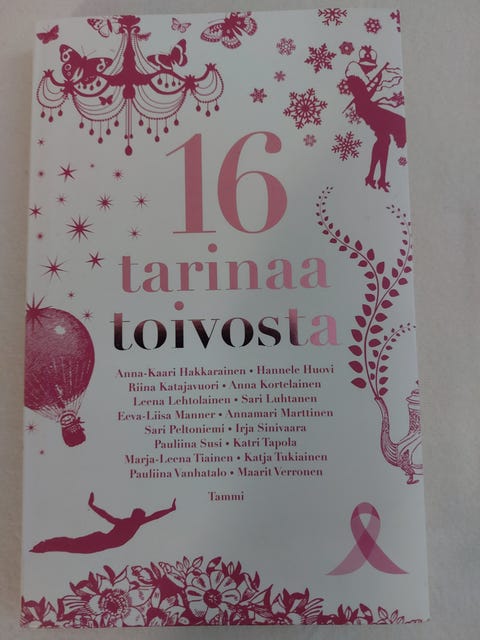 16
tarinaa
toivosta
Anna-Kaari Hakkarainen • Hannele Huovi
Riina Katajavuori • Anna Kortelainen
Leena Lehtolainen • Sari Luhtanen
Eeva-Liisa Manner • Annamari Marttinen
Sari Peltoniemi • Irja Sinivaara
Pauliina Susi • Katri Tapola
Marja-Leena Tiainen • Katja Tukiainen
Pauliina Vanhatalo • Maarit Verronen
Tammi